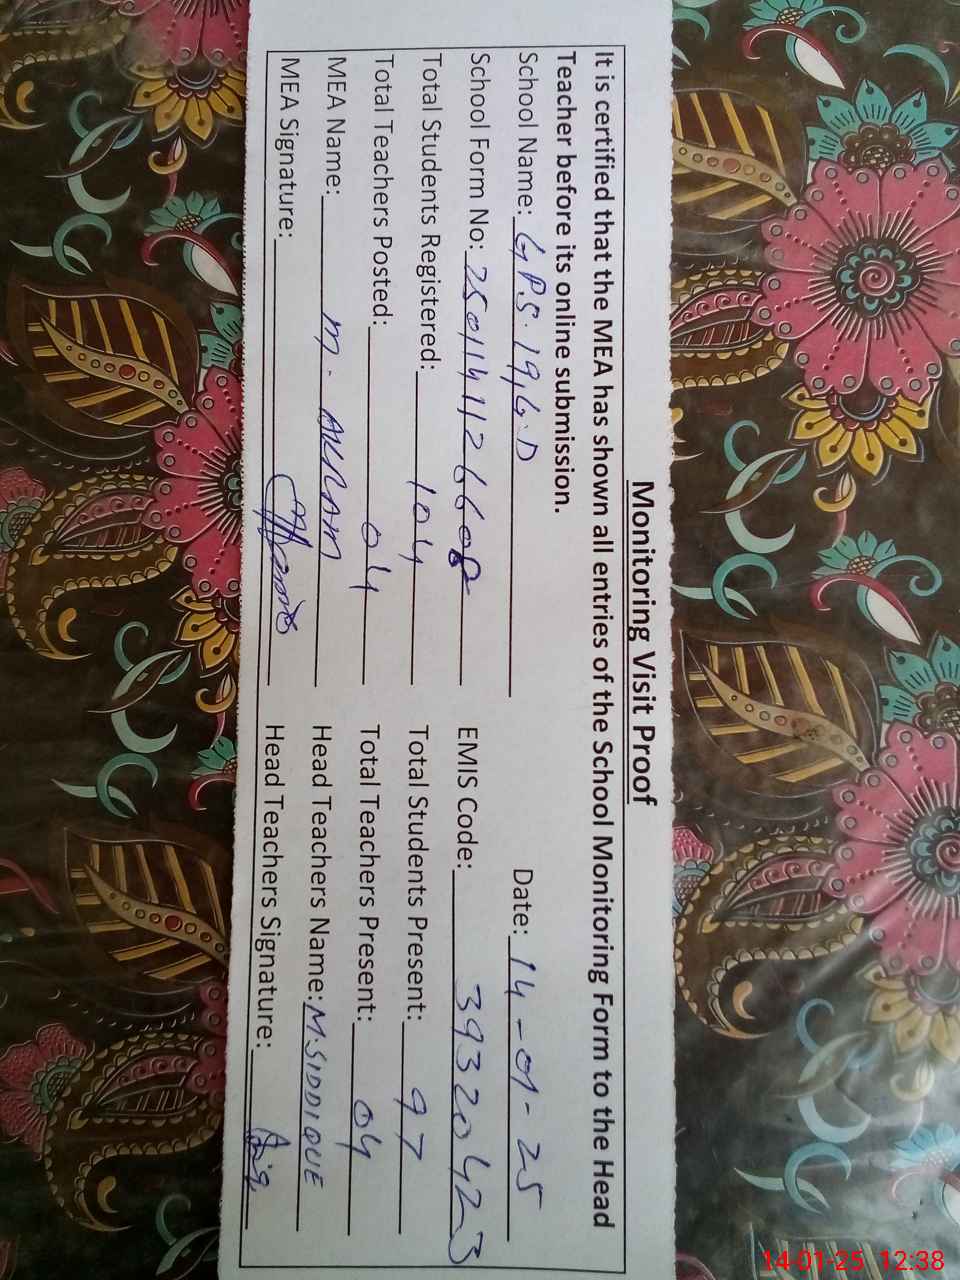 Monitoring Visit Proof
It is certified that the MEA has shown all entries of the School Monitoring Form to the Head
Teacher before its online submission.
School Name: G.P.S. 19, G.D Date: 14-01-25
School Form No: 25011411266608 EMIS Code: 39320423
Total Students Registered: 104 Total Students Present: 97
Total Teachers Posted: 04 Total Teachers Present: 04
MEA Name: M. AKRAM Head Teachers Name: M.SIDDIQUE
MEA Signature: Head Teachers Signature:
14-01-25 12:38